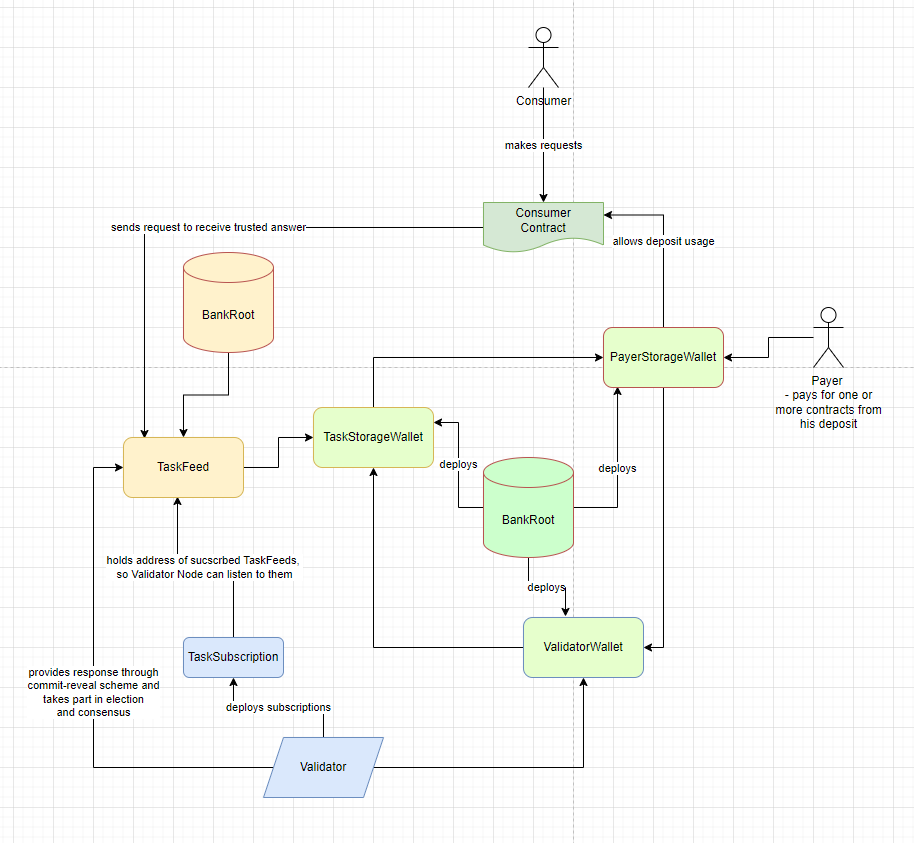 Consumer
makes requests
Consumer
Contract
sends request to receive trusted answer
allows deposit usage
BankRoot
PayerStorageWallet
Payer
- pays for one or
more contracts from
his deposit
TaskStorageWallet
TaskFeed
deploys
deploys
BankRoot
holds address of sucscrbed TaskFeeds,
so Validator Node can listen to them
deploys
TaskSubscription
ValidatorWallet
provides response through
commit-reveal scheme and
takes part in election
and consensus
deploys subscriptions
Validator